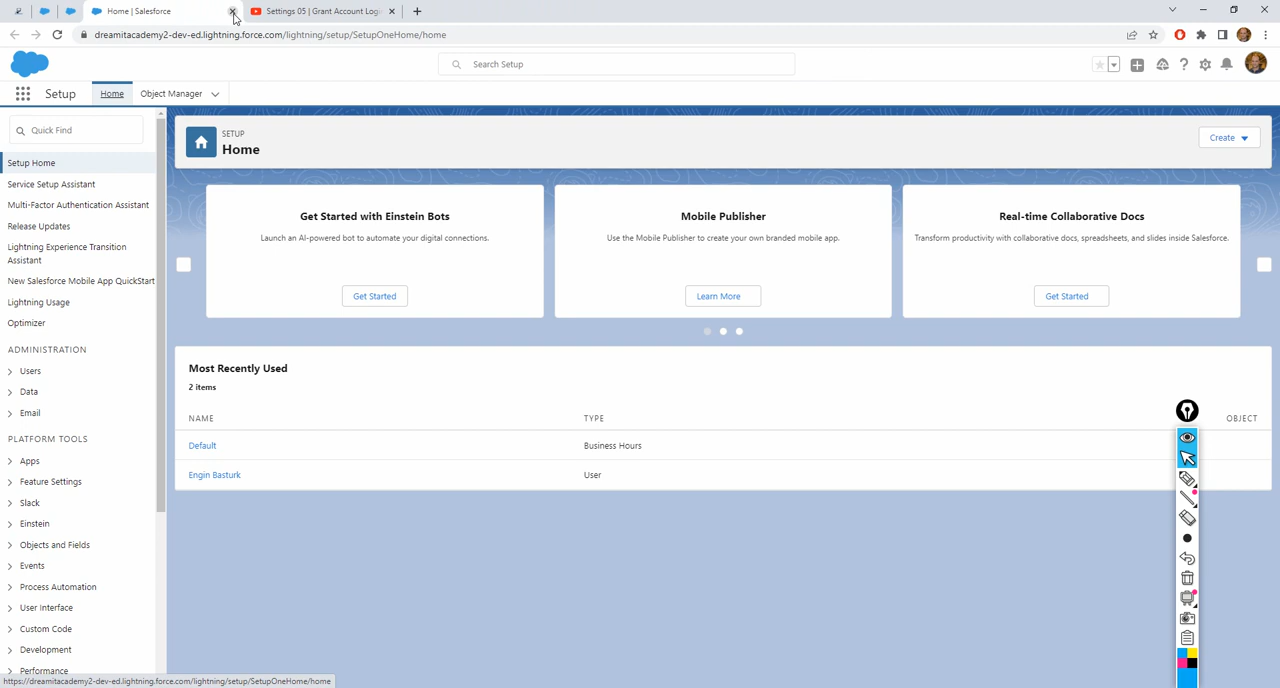 Home | Salesforce
Settings 05 | Grant Account Logi
dreamitacademy2-dev-ed.lightning.force.com/lightning/setup/SetupOneHome/home
Search Setup
Setup
Home
Object Manager
Quick Find
Setup Home
Service Setup Assistant
Multi-Factor Authentication Assistant
Release Updates
Lightning Experience Transition
Assistant
New Salesforce Mobile App QuickStart
Lightning Usage
Optimizer
ADMINISTRATION
Users
Data
Email
PLATFORM TOOLS
Apps
Feature Settings
Slack
Einstein
Objects and Fields
Events
Process Automation
User Interface
Custom Code
Development
Performance
SETUP
Home
Create
Get Started with Einstein Bots
Launch an AI-powered bot to automate your digital connections.
Get Started
Mobile Publisher
Use the Mobile Publisher to create your own branded mobile app.
Learn More
Real-time Collaborative Docs
Transform productivity with collaborative docs, spreadsheets, and slides inside Salesforce.
Get Started
Most Recently Used
2 items
NAME TYPE OBJECT
Default Business Hours
Engin Basturk User
https://dreamitacademy2-dev-ed.lightning.force.com/lightning/setup/SetupOneHome/home